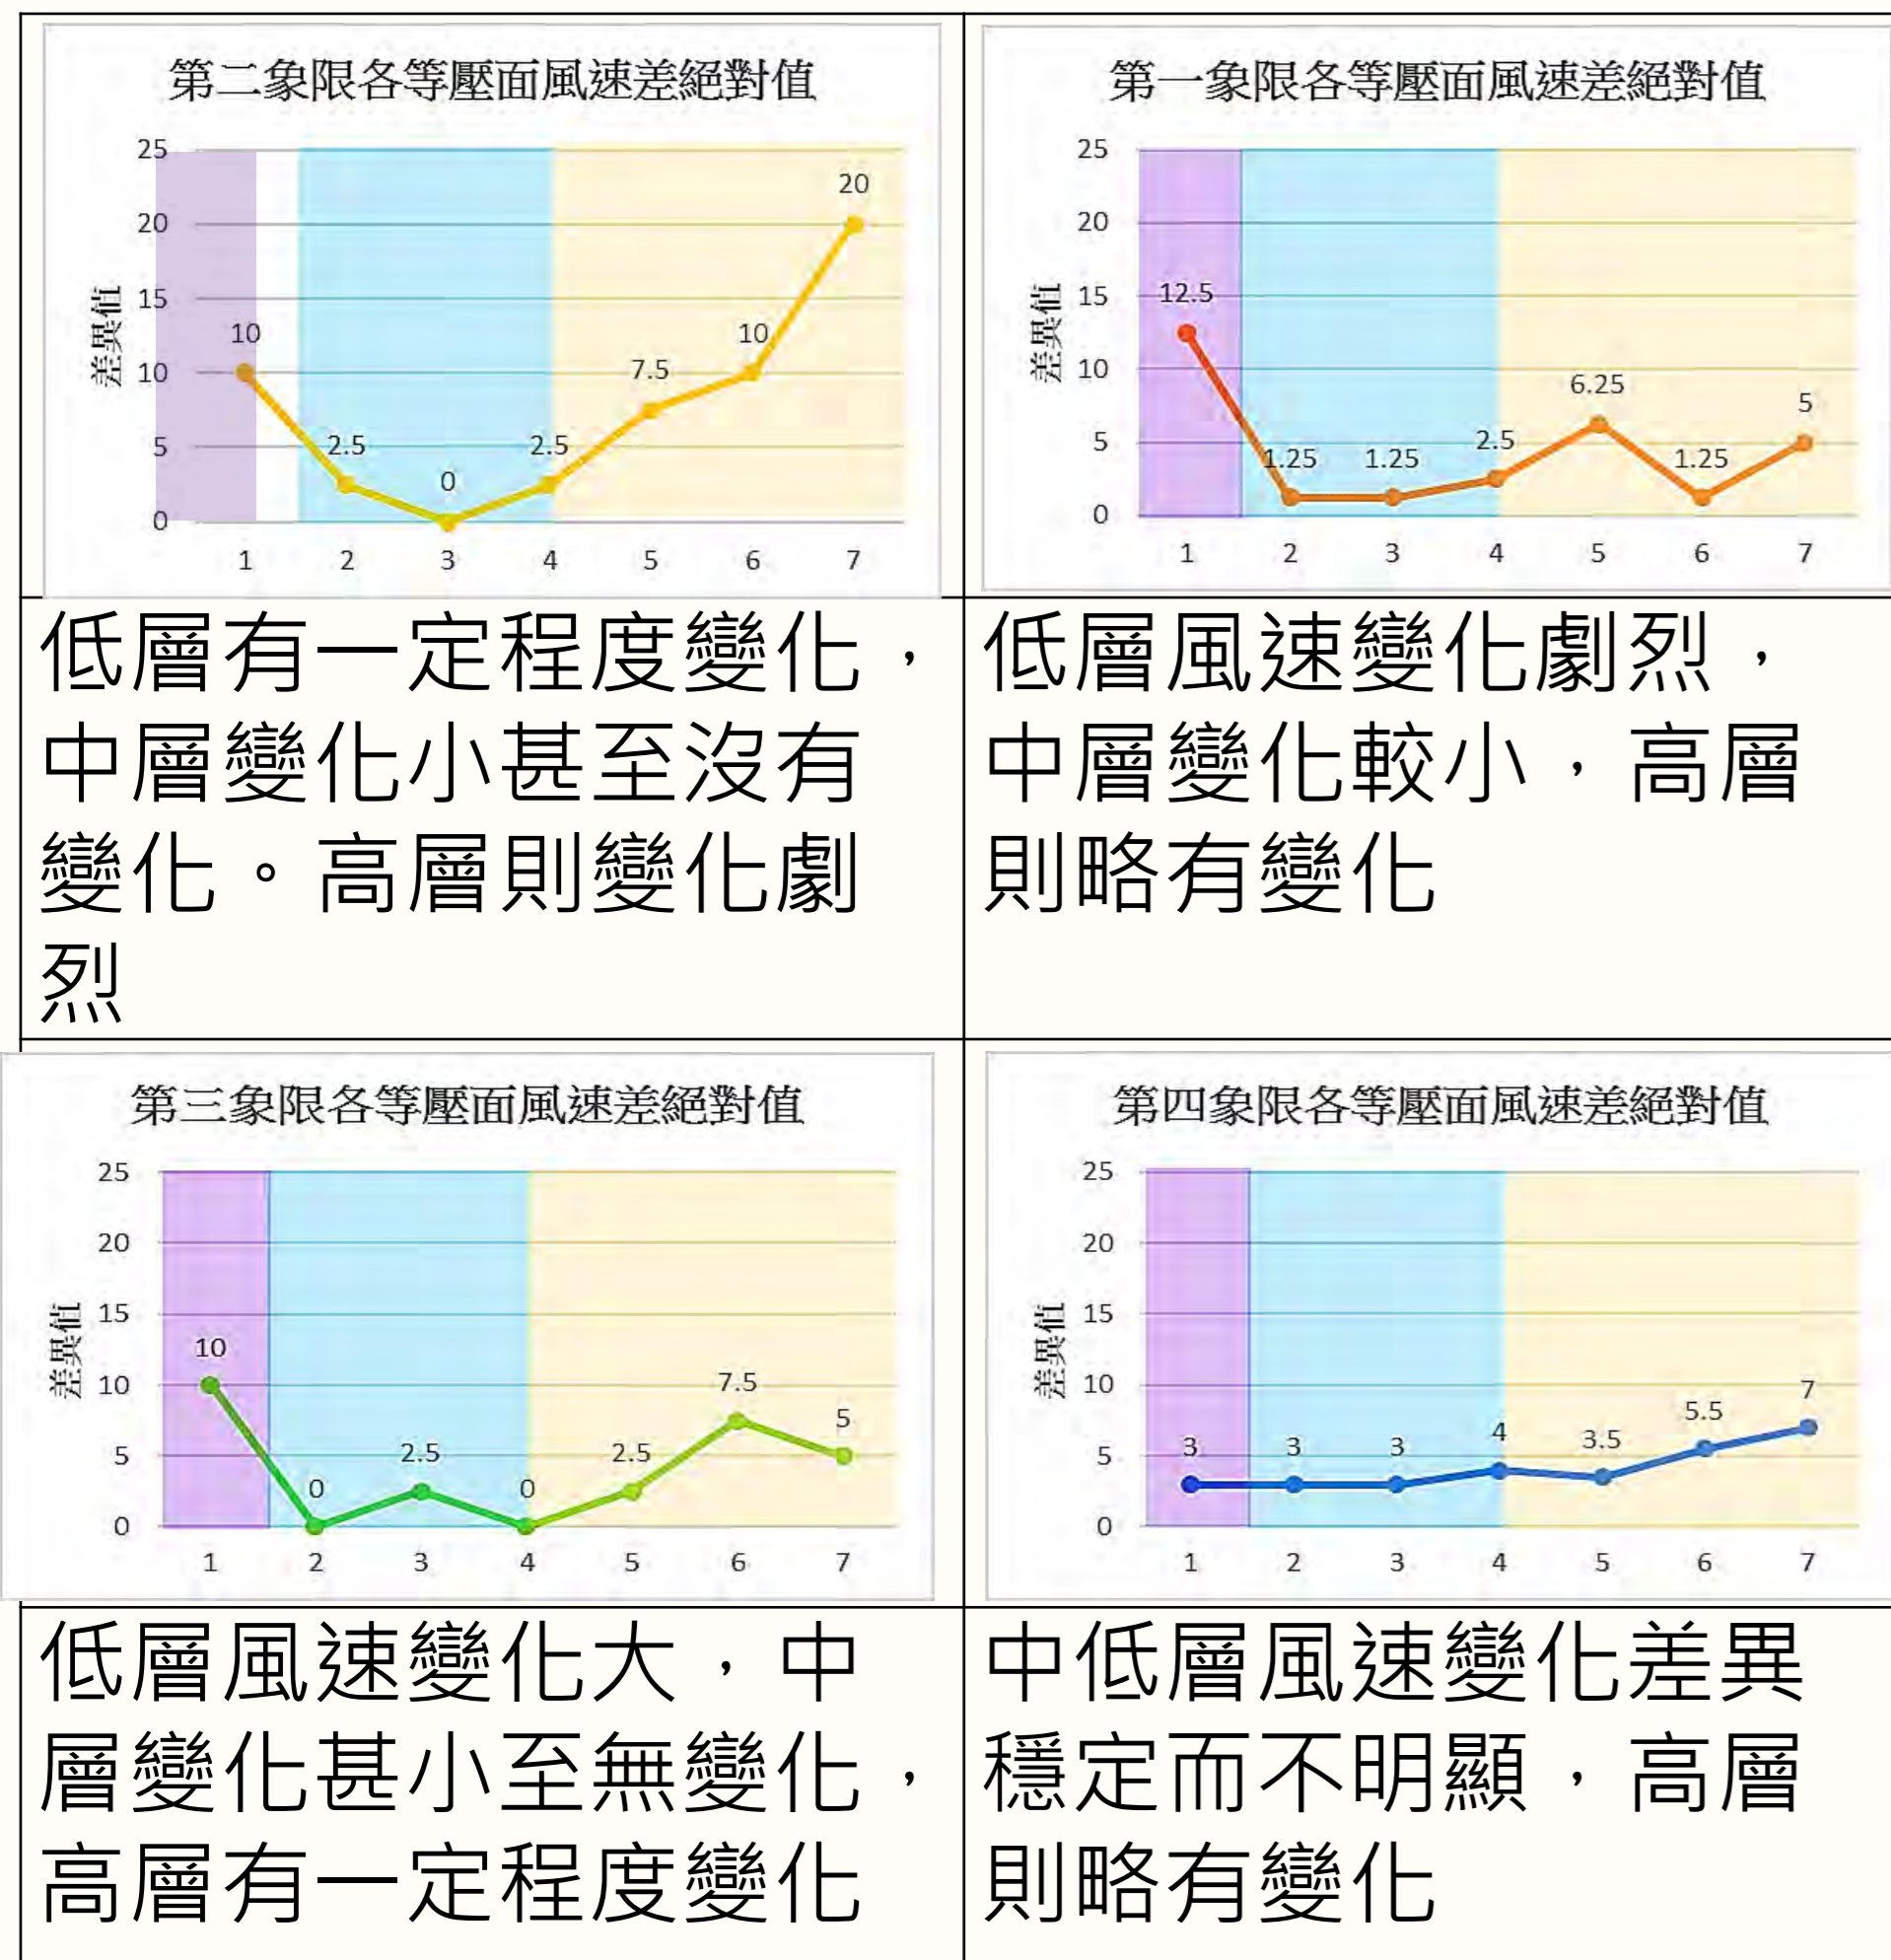 第二象限各等壓面風速差絕對值
差異值
25
20
15
10
5
0
10
2.5
0
2.5
7.5
10
20
1 2 3 4 5 6 7
第一象限各等壓面風速差絕對值
差異值
25
20
15
10
5
0
12.5
1.25
1.25
2.5
6.25
1.25
5
1 2 3 4 5 6 7
低層有一定程度變化，
中層變化小甚至沒有
變化。高層則變化劇
烈
低層風速變化劇烈，
中層變化較小，高層
則略有變化
第三象限各等壓面風速差絕對值
差異值
25
20
15
10
5
0
10
0
2.5
0
2.5
7.5
5
1 2 3 4 5 6 7
第四象限各等壓面風速差絕對值
差異值
25
20
15
10
5
0
3
3
3
4
3.5
5.5
7
1 2 3 4 5 6 7
低層風速變化大，中
層變化甚小至無變化，
高層有一定程度變化
中低層風速變化差異
穩定而不明顯，高層
則略有變化